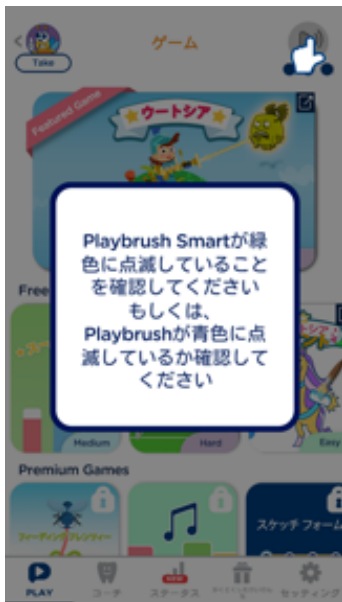 ゲーム
Take
Featured Game
ウートシア
Playbrush Smartが緑
色に点滅していること
を確認してください
もしくは、
Playbrushが青色に点
滅しているか確認して
ください
Free
Medium
Hard
Easy
Premium Games
スケッチ フォーム
NEW
PLAY
コーチ
ステータス
セッティング